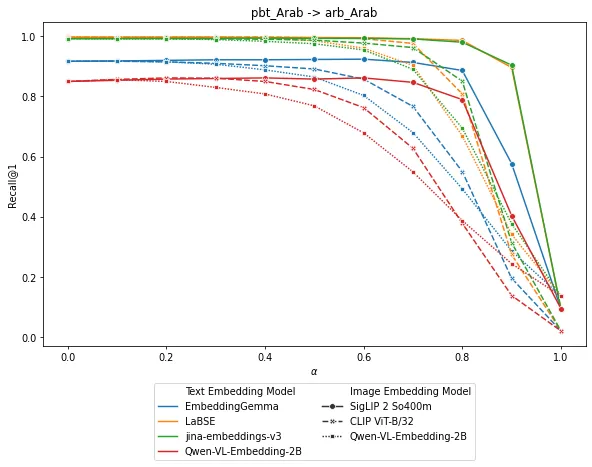 pbt_Arab -> arb_Arab
Recall@1
1.0
0.8
0.6
0.4
0.2
0.0
0.0 0.2 0.4 0.6 0.8 1.0
α
Text Embedding Model
EmbeddingGemma
LaBSE
jina-embeddings-v3
Qwen-VL-Embedding-2B
Image Embedding Model
SigLIP 2 So400m
CLIP ViT-B/32
Qwen-VL-Embedding-2B